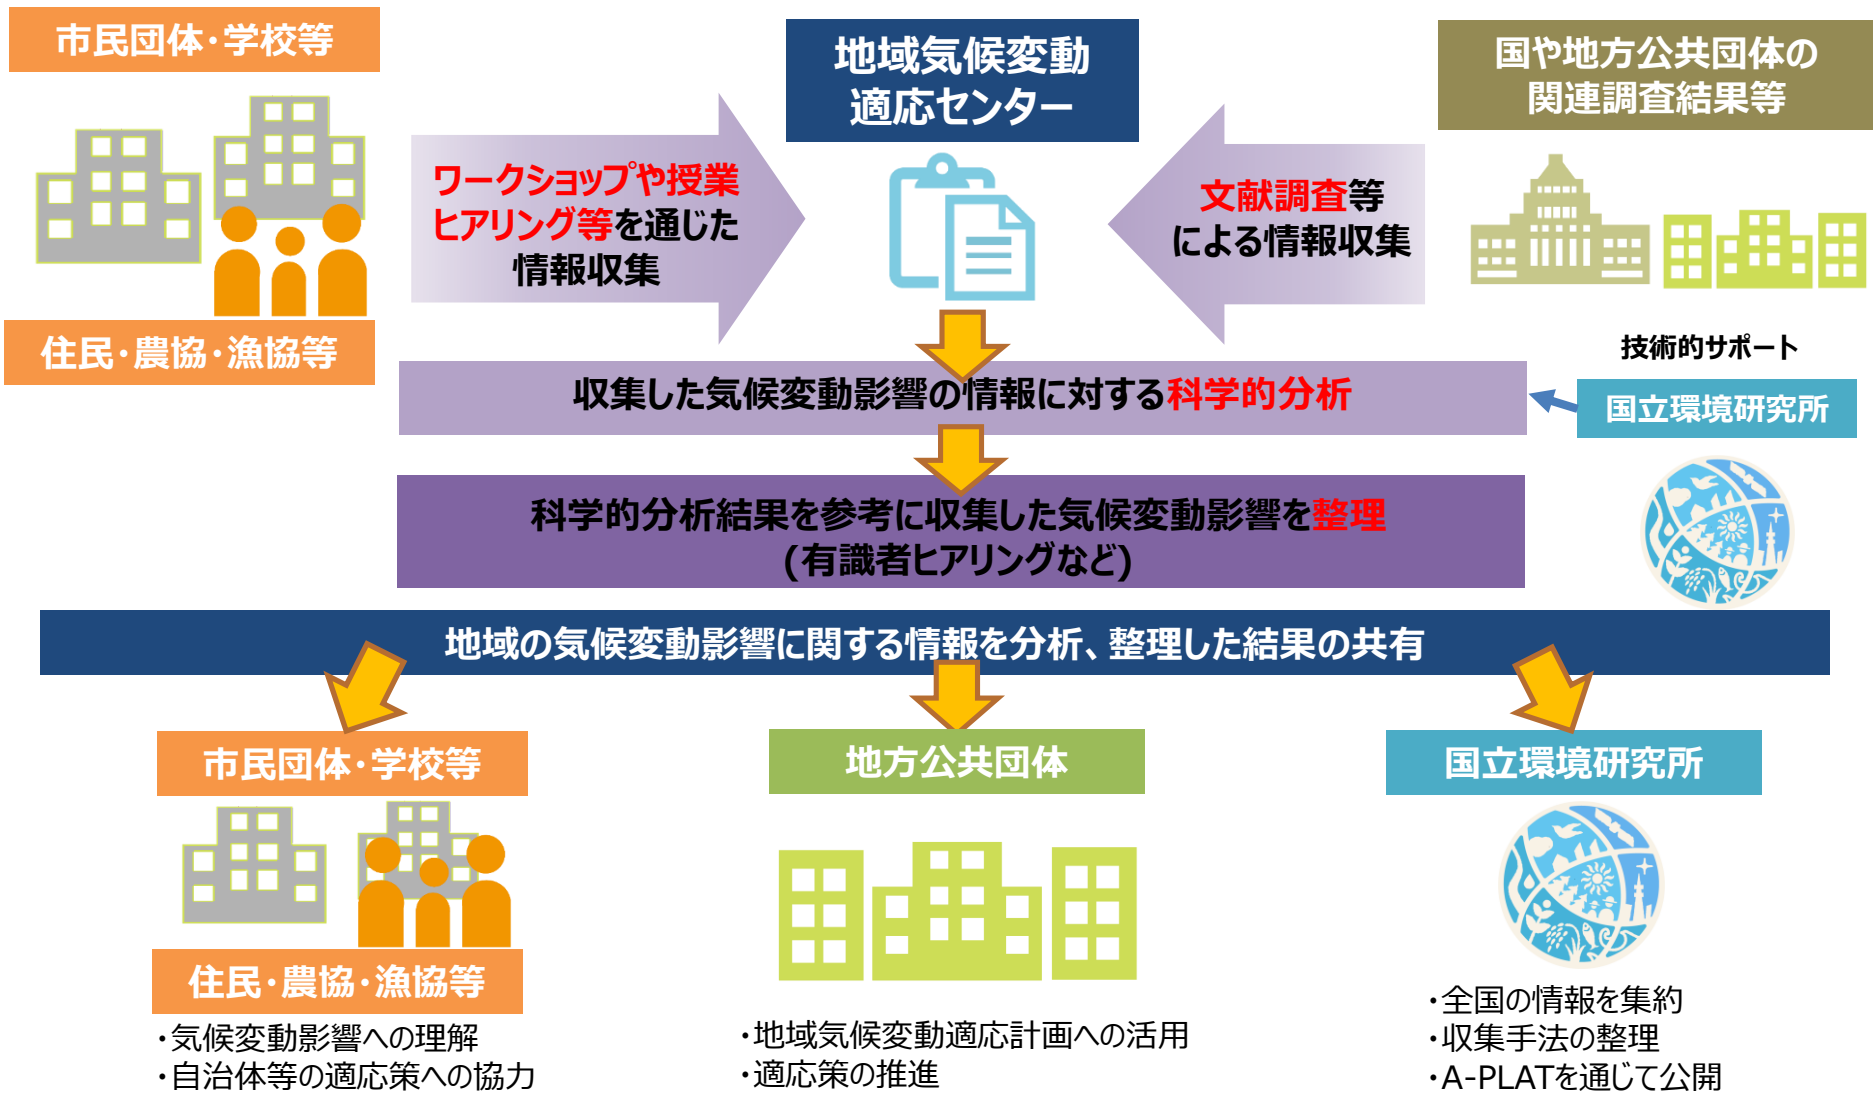 市民団体・学校等
地域気候変動
適応センター
国や地方公共団体の
関連調査結果等
ワークショップや授業
ヒアリング等を通じた
情報収集
文献調査等
による情報収集
住民・農協・漁協等
技術的サポート
収集した気候変動影響の情報に対する科学的分析
国立環境研究所
科学的分析結果を参考に収集した気候変動影響を整理
(有識者ヒアリングなど)
地域の気候変動影響に関する情報を分析、整理した結果の共有
市民団体・学校等
住民・農協・漁協等
・気候変動影響への理解
・自治体等の適応策への協力
地方公共団体
・地域気候変動適応計画への活用
・適応策の推進
国立環境研究所
・全国の情報を集約
・収集手法の整理
・A-PLATを通じて公開